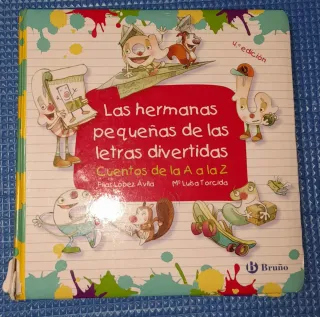 4.ª edición
Las hermanas
pequeñas de las
letras divertidas
Cuentos de la A a la Z
Pilar López Ávila Mª Luisa Torcida
Bruño